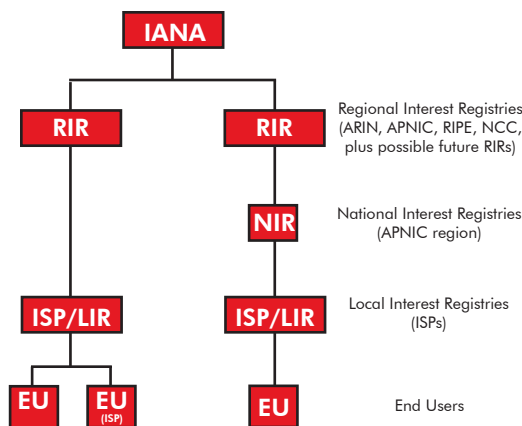 IANA
RIR
RIR
Regional Interest Registries
(ARIN, APNIC, RIPE, NCC,
plus possible future RIRs)
NIR
National Interest Registries
(APNIC region)
ISP/LIR
ISP/LIR
Local Interest Registries
(ISPs)
EU
EU
(ISP)
EU
End Users